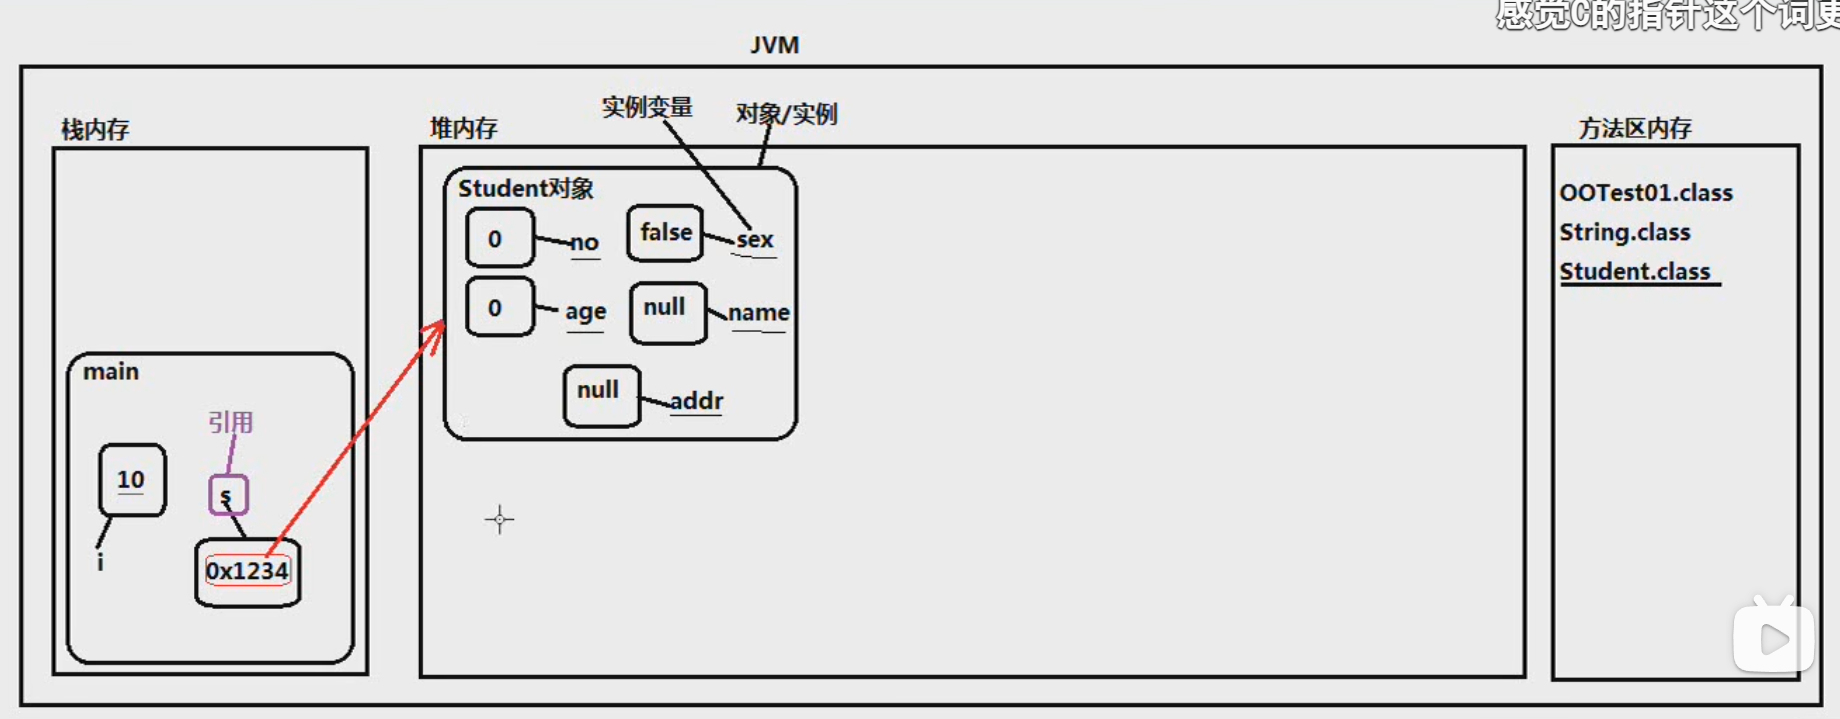 感觉C的指针这个词更
JVM
栈内存
堆内存
实例变量
对象/实例
方法区内存
main
引用
10
i
s
0x1234
Student对象
0
no
false
sex
0
age
null
name
null
addr
OOTest01.class
String.class
Student.class